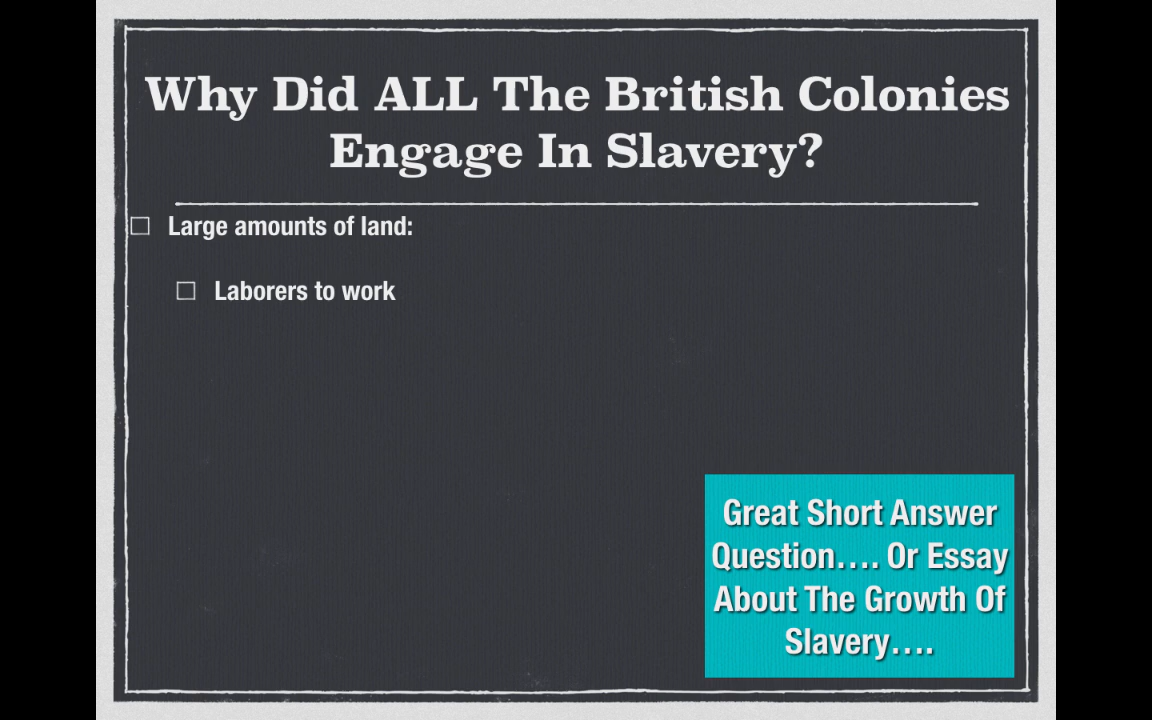 Why Did ALL The British Colonies
Engage In Slavery?
Large amounts of land:
Laborers to work
Great Short Answer
Question…. Or Essay
About The Growth Of
Slavery….